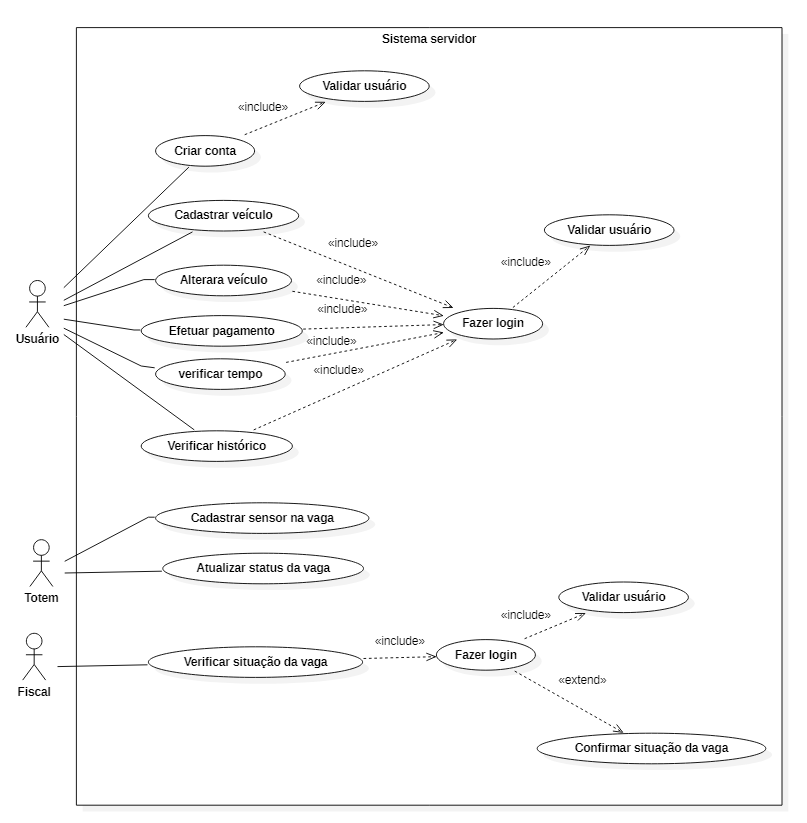 Sistema servidor
Validar usuário
«include»
Criar conta
Cadastrar veículo
Validar usuário
«include»
«include»
Alterara veículo
«include»
«include»
Fazer login
Efetuar pagamento
Usuário
«include»
verificar tempo
«include»
Verificar histórico
Cadastrar sensor na vaga
Atualizar status da vaga
Totem
Validar usuário
«include»
«include»
Fazer login
Verificar situação da vaga
Fiscal
«extend»
Confirmar situação da vaga